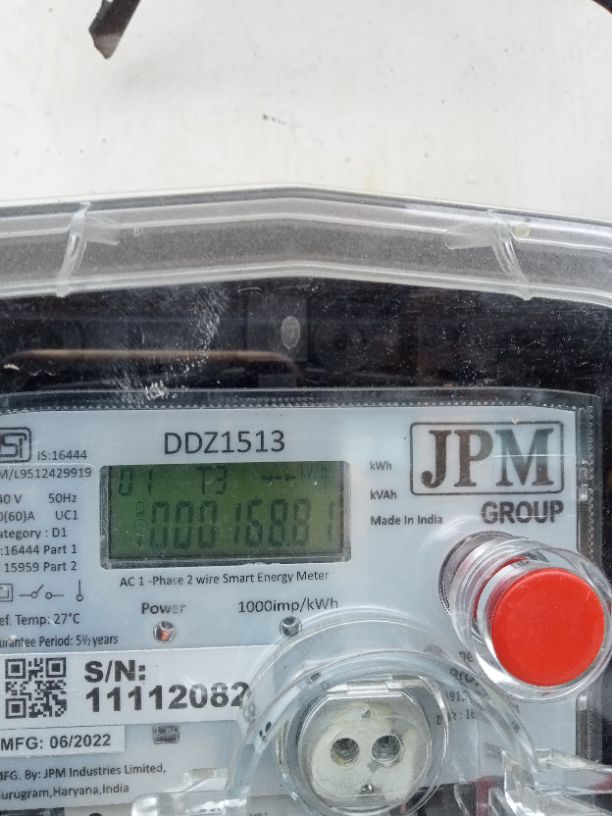 IS:16444
M/L9512429919
40 V 50Hz
0(60)A UC1
ategory : D1
:16444 Part 1
15959 Part 2
ef. Temp: 27°C
urantee Period: 5½ years
DDZ1513
01 T3 kWh
000168.81
kWh
kVAh
Made in India
JPM
GROUP
AC 1 -Phase 2 wire Smart Energy Meter
Power 1000imp/kWh
S/N:
11112082
MFG: 06/2022
MFG. By: JPM Industries Limited,
urugram,Haryana,India